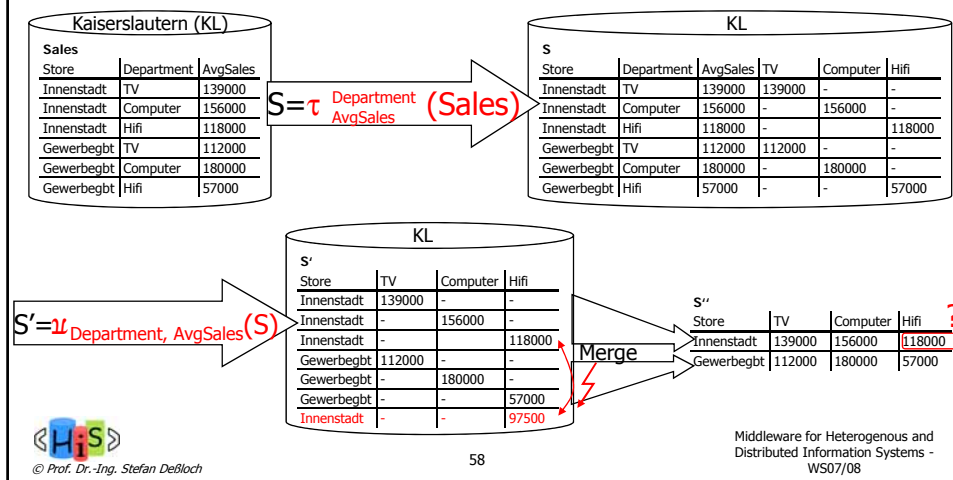 Kaiserslautern (KL)
Sales
Store Department AvgSales
Innenstadt TV 139000
Innenstadt Computer 156000
Innenstadt Hifi 118000
Gewerbegbt TV 112000
Gewerbegbt Computer 180000
Gewerbegbt Hifi 57000
S=τ Department AvgSales (Sales)
KL
S
Store Department AvgSales TV Computer Hifi
Innenstadt TV 139000 139000 - -
Innenstadt Computer 156000 - 156000 -
Innenstadt Hifi 118000 - 118000
Gewerbegbt TV 112000 112000 - -
Gewerbegbt Computer 180000 - 180000 -
Gewerbegbt Hifi 57000 - - 57000
S'=u Department, AvgSales(S)
KL
S'
Store TV Computer Hifi
Innenstadt 139000 - -
Innenstadt - 156000 -
Innenstadt - 118000
Gewerbegbt 112000 - -
Gewerbegbt - 180000 -
Gewerbegbt - - 57000
Innenstadt - - 97500
Merge
S''
Store TV Computer Hifi
Innenstadt 139000 156000 118000
Gewerbegbt 112000 180000 57000
HiS
© Prof. Dr.-Ing. Stefan Deßloch
58
Middleware for Heterogenous and
Distributed Information Systems -
WS07/08